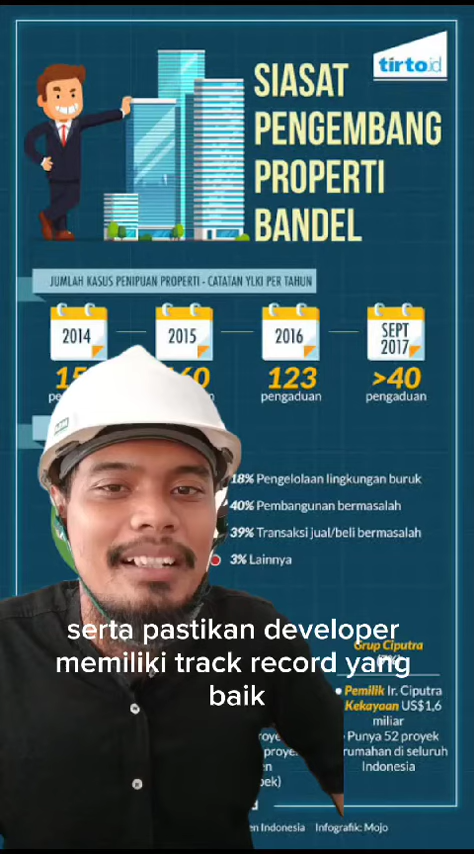 tirto.id
SIASAT
PENGEMBANG
PROPERTI
BANDEL
JUMLAH KASUS PENIPUAN PROPERTI - CATATAN YLKI PER TAHUN
2014
2015
2016
SEPT
2017
123
>40
pengaduan
pengaduan
18% Pengelolaan lingkungan buruk
40% Pembangunan bermasalah
39% Transaksi jual/beli bermasalah
3% Lainnya
serta pastikan developer
memiliki track record yang
baik
Grup Ciputra
Pemilik Ir. Ciputra
Kekayaan US$1,6
miliar
Punya 52 proyek
rumahan di seluruh
Indonesia
Indonesia Infografik: Mojo